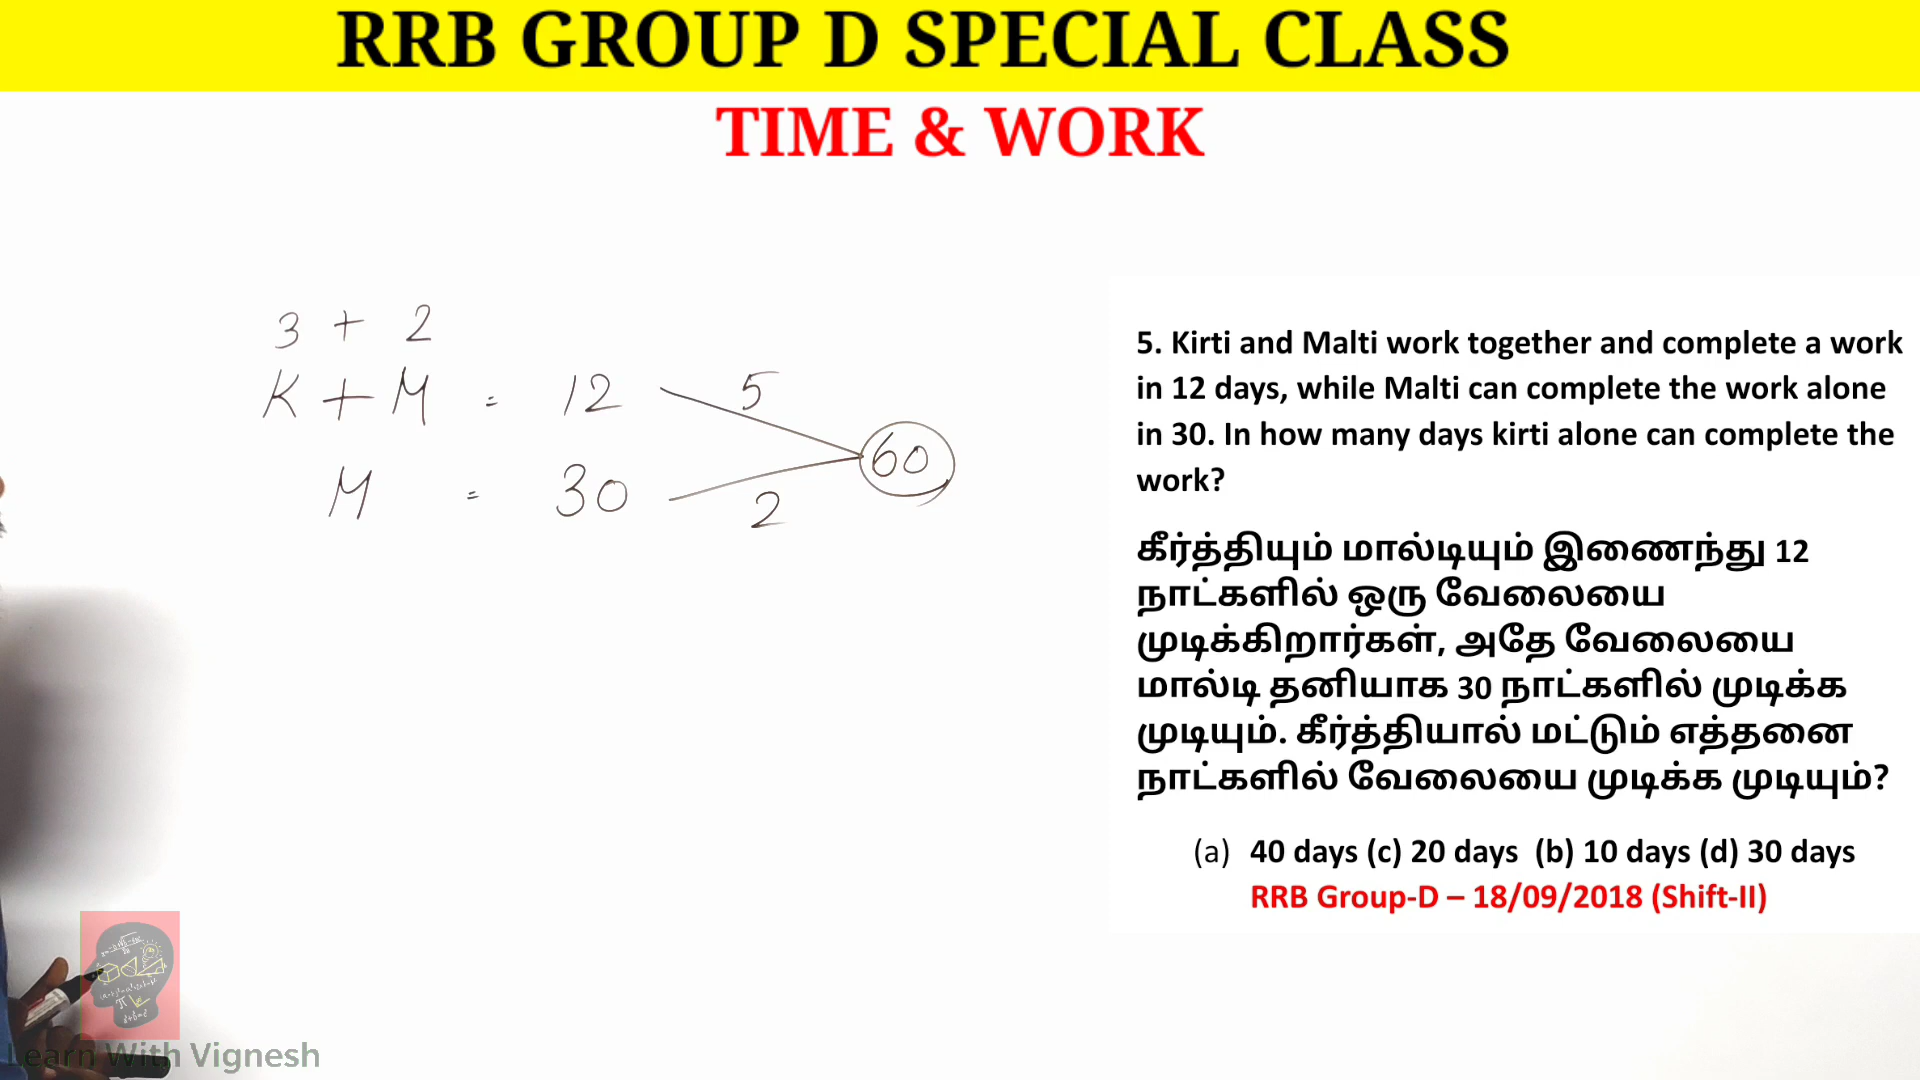 RRB GROUP D SPECIAL CLASS
TIME & WORK
3 + 2
K + M = 12 5
60
M = 30 2
5. Kirti and Malti work together and complete a work
in 12 days, while Malti can complete the work alone
in 30. In how many days kirti alone can complete the
work?
கீர்த்தியும் மால்டியும் இணைந்து 12
நாட்களில் ஒரு வேலையை
முடிக்கிறார்கள், அதே வேலையை
மால்டி தனியாக 30 நாட்களில் முடிக்க
முடியும். கீர்த்தியால் மட்டும் எத்தனை
நாட்களில் வேலையை முடிக்க முடியும்?
(a) 40 days (c) 20 days (b) 10 days (d) 30 days
RRB Group-D – 18/09/2018 (Shift-II)
Learn With Vignesh